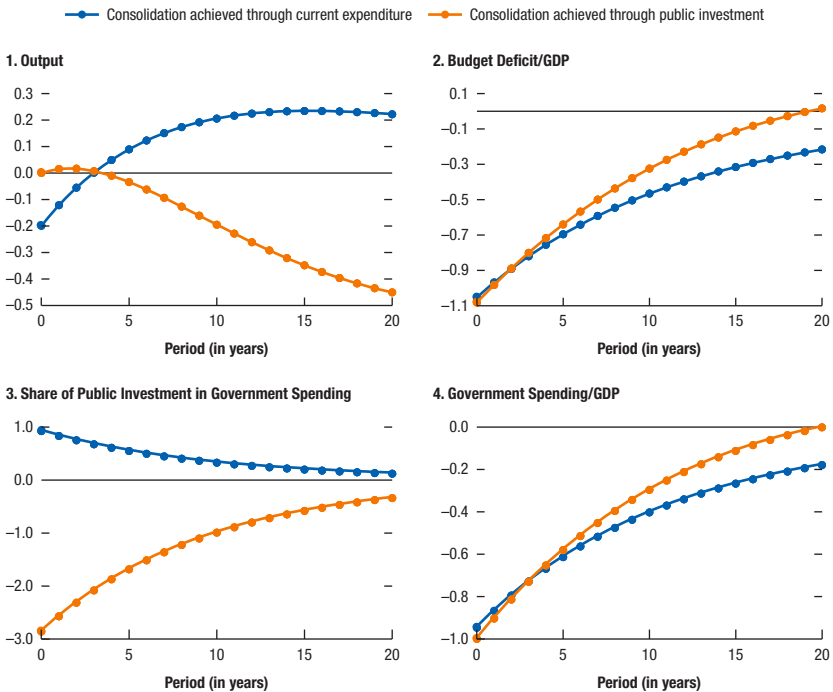 Consolidation achieved through current expenditure Consolidation achieved through public investment
1. Output
0.3
0.2
0.1
0.0
–0.1
–0.2
–0.3
–0.4
–0.5
0 5 10 15 20
Period (in years)
2. Budget Deficit/GDP
0.1
–0.1
–0.3
–0.5
–0.7
–0.9
–1.1
0 5 10 15 20
Period (in years)
3. Share of Public Investment in Government Spending
1.0
0.0
–1.0
–2.0
–3.0
0 5 10 15 20
Period (in years)
4. Government Spending/GDP
0.0
–0.2
–0.4
–0.6
–0.8
–1.0
0 5 10 15 20
Period (in years)